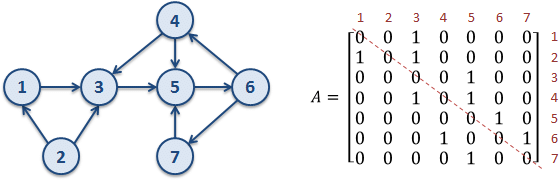 4
1 3 5 6
2 7
1 2 3 4 5 6 7
0 0 1 0 0 0 0 1
1 0 1 0 0 0 0 2
0 0 0 0 1 0 0 3
A = 0 0 1 0 1 0 0 4
0 0 0 0 0 1 0 5
0 0 0 1 0 0 1 6
0 0 0 0 1 0 0 7